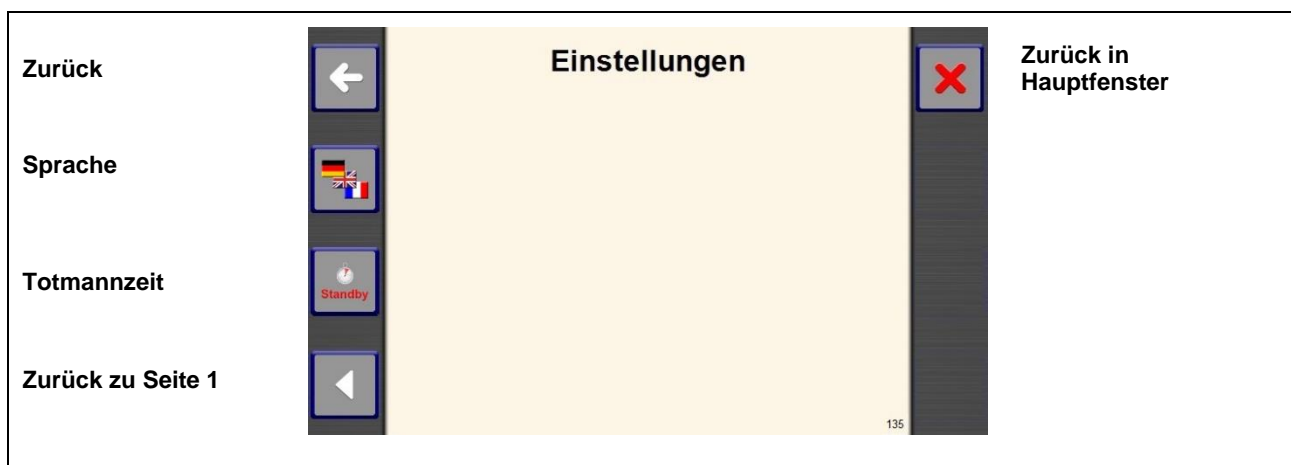 Zurück
Einstellungen
Zurück in
Hauptfenster
Sprache
Totmannzeit
Standby
Zurück zu Seite 1
135